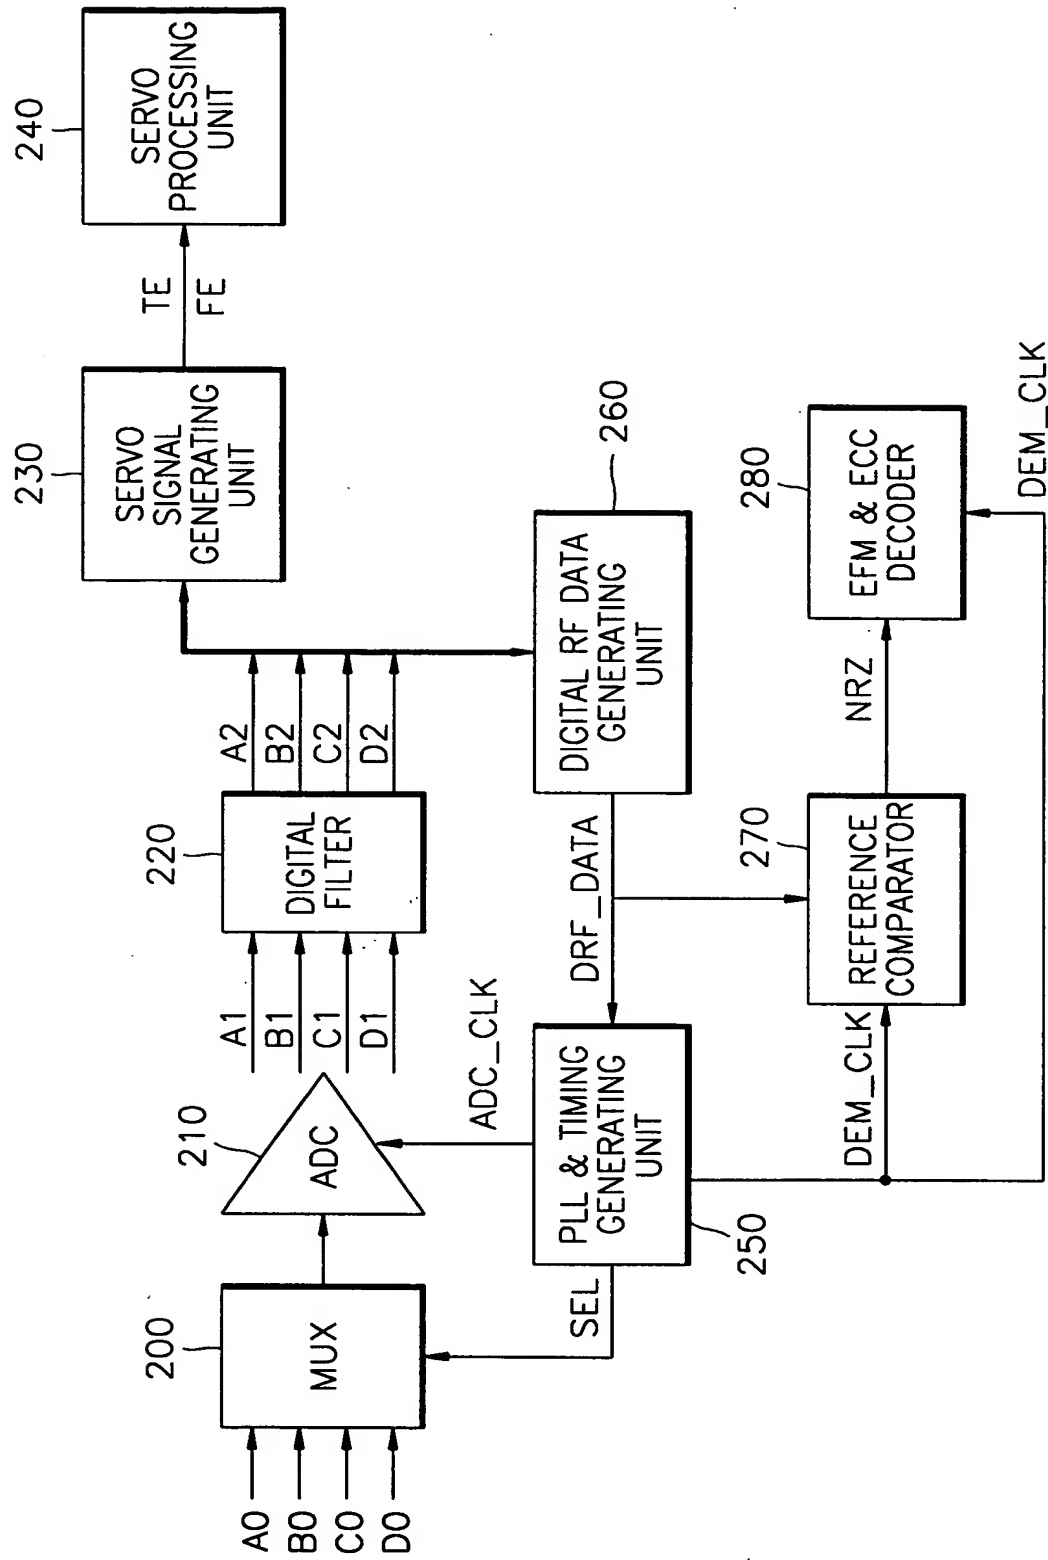 A0
B0
C0
D0
200
MUX
SEL
210
ADC
ADC_CLK
A1
B1
C1
D1
220
DIGITAL
FILTER
A2
B2
C2
D2
230
SERVO
SIGNAL
GENERATING
UNIT
TE
FE
240
SERVO
PROCESSING
UNIT
250
PLL & TIMING
GENERATING
UNIT
DRF_DATA
260
DIGITAL RF DATA
GENERATING
UNIT
DEM_CLK
270
REFERENCE
COMPARATOR
NRZ
280
EFM & ECC
DECODER
DEM_CLK